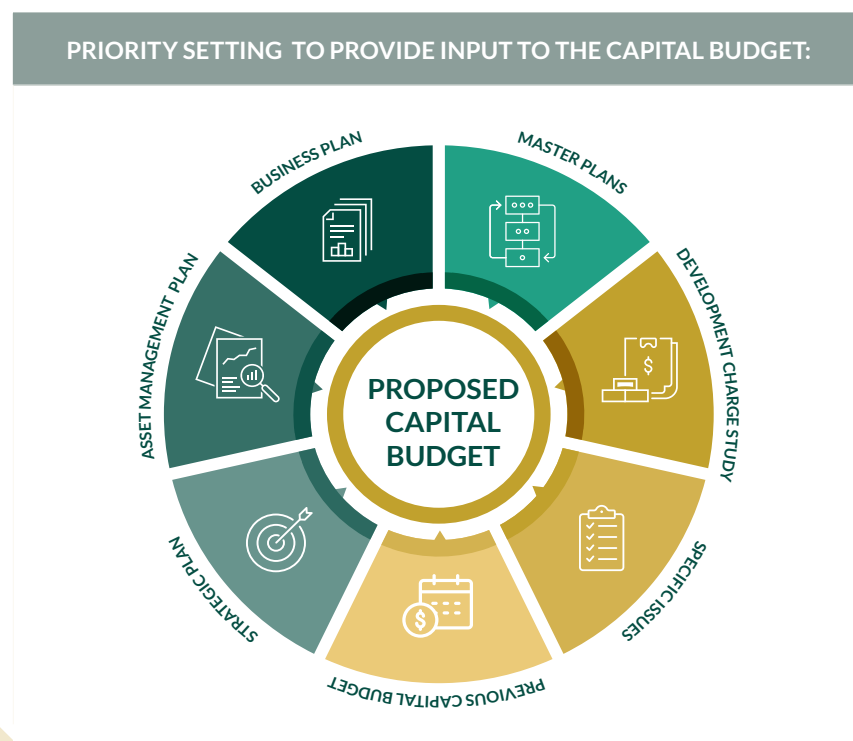 PRIORITY SETTING TO PROVIDE INPUT TO THE CAPITAL BUDGET:
BUSINESS PLAN
MASTER PLANS
DEVELOPMENT CHARGE STUDY
SPECIFIC ISSUES
PREVIOUS CAPITAL BUDGET
STRATEGIC PLAN
ASSET MANAGEMENT PLAN
PROPOSED
CAPITAL
BUDGET
$
$